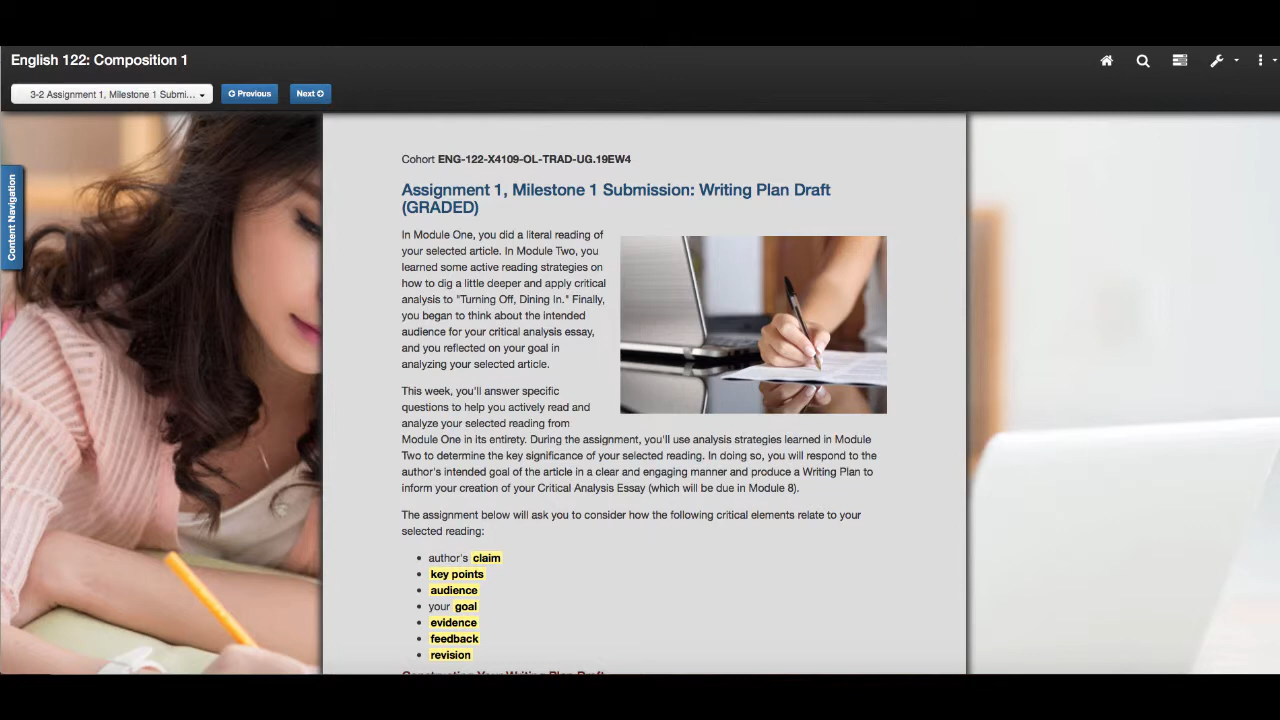 English 122: Composition 1
3-2 Assignment 1, Milestone 1 Submi...
Previous
Next
Content Navigation
Cohort ENG-122-X4109-OL-TRAD-UG.19EW4
Assignment 1, Milestone 1 Submission: Writing Plan Draft
(GRADED)
In Module One, you did a literal reading of
your selected article. In Module Two, you
learned some active reading strategies on
how to dig a little deeper and apply critical
analysis to "Turning Off, Dining In." Finally,
you began to think about the intended
audience for your critical analysis essay,
and you reflected on your goal in
analyzing your selected article.
This week, you'll answer specific
questions to help you actively read and
analyze your selected reading from
Module One in its entirety. During the assignment, you'll use analysis strategies learned in Module
Two to determine the key significance of your selected reading. In doing so, you will respond to the
author's intended goal of the article in a clear and engaging manner and produce a Writing Plan to
inform your creation of your Critical Analysis Essay (which will be due in Module 8).
The assignment below will ask you to consider how the following critical elements relate to your
selected reading:
author's claim
key points
audience
your goal
evidence
feedback
revision
Constructing Your Writing Plan Draft